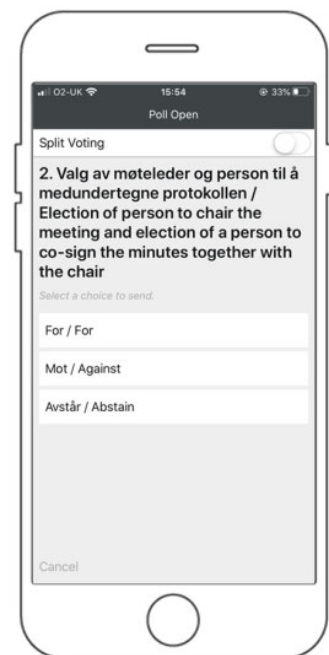 O2-UK 15:54 33%
Poll Open
Split Voting
2. Valg av møteleder og person til å
medundertegne protokollen /
Election of person to chair the
meeting and election of a person to
co-sign the minutes together with
the chair
Select a choice to send.
For / For
Mot / Against
Avstår / Abstain
Cancel